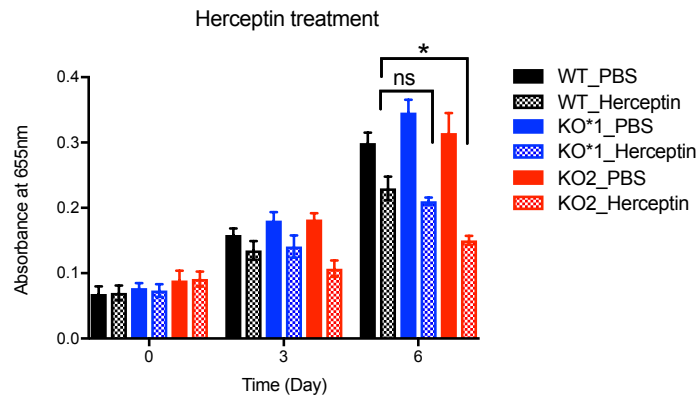 Herceptin treatment
*
ns
0.4
0.3
0.2
0.1
0.0
Absorbance at 655nm
0 3 6
Time (Day)
WT_PBS
WT_Herceptin
KO*1_PBS
KO*1_Herceptin
KO2_PBS
KO2_Herceptin